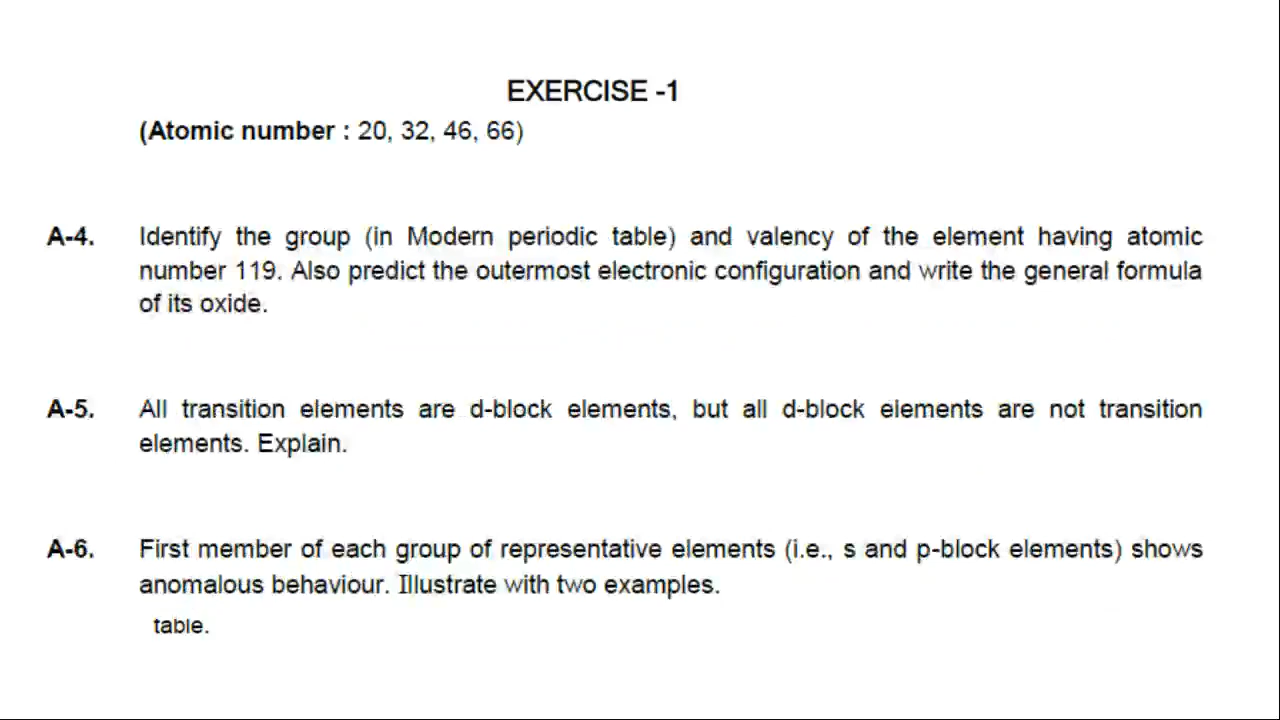 EXERCISE -1
(Atomic number : 20, 32, 46, 66)
A-4. Identify the group (in Modern periodic table) and valency of the element having atomic
number 119. Also predict the outermost electronic configuration and write the general formula
of its oxide.
A-5. All transition elements are d-block elements, but all d-block elements are not transition
elements. Explain.
A-6. First member of each group of representative elements (i.e., s and p-block elements) shows
anomalous behaviour. Illustrate with two examples.
table.